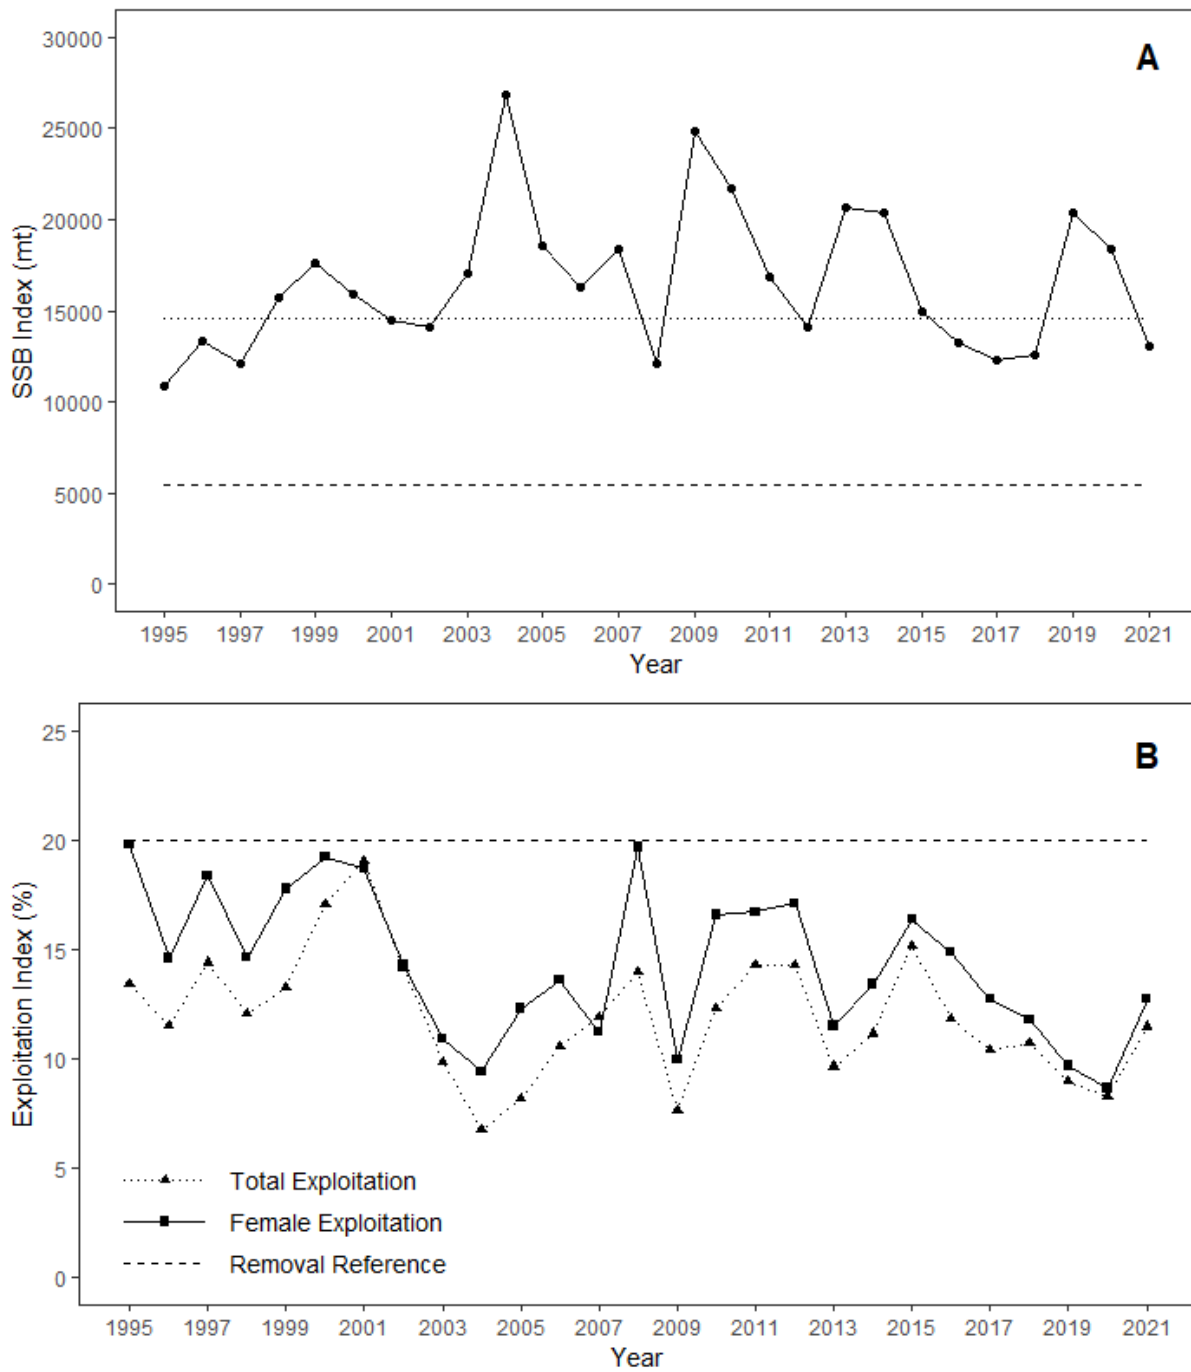 A
30000
25000
20000
15000
10000
5000
0
SSB Index (mt)
1995 1997 1999 2001 2003 2005 2007 2009 2011 2013 2015 2017 2019 2021
Year
B
25
20
15
10
5
0
Exploitation Index (%)
Total Exploitation
Female Exploitation
Removal Reference
1995 1997 1999 2001 2003 2005 2007 2009 2011 2013 2015 2017 2019 2021
Year